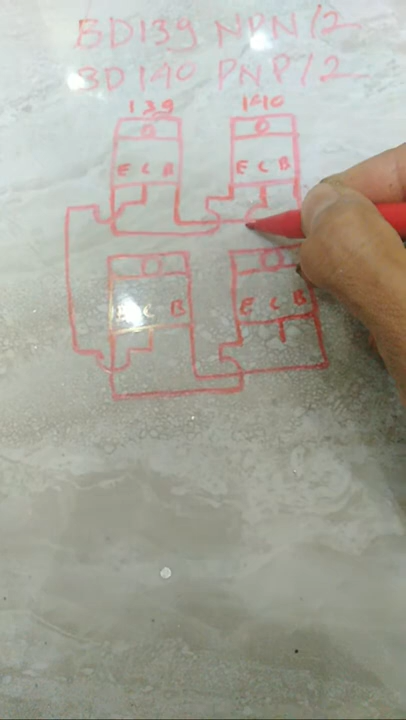 BD139 NPN/2
BD140 PNP/2
139 140
E C B E C B
C B E C B